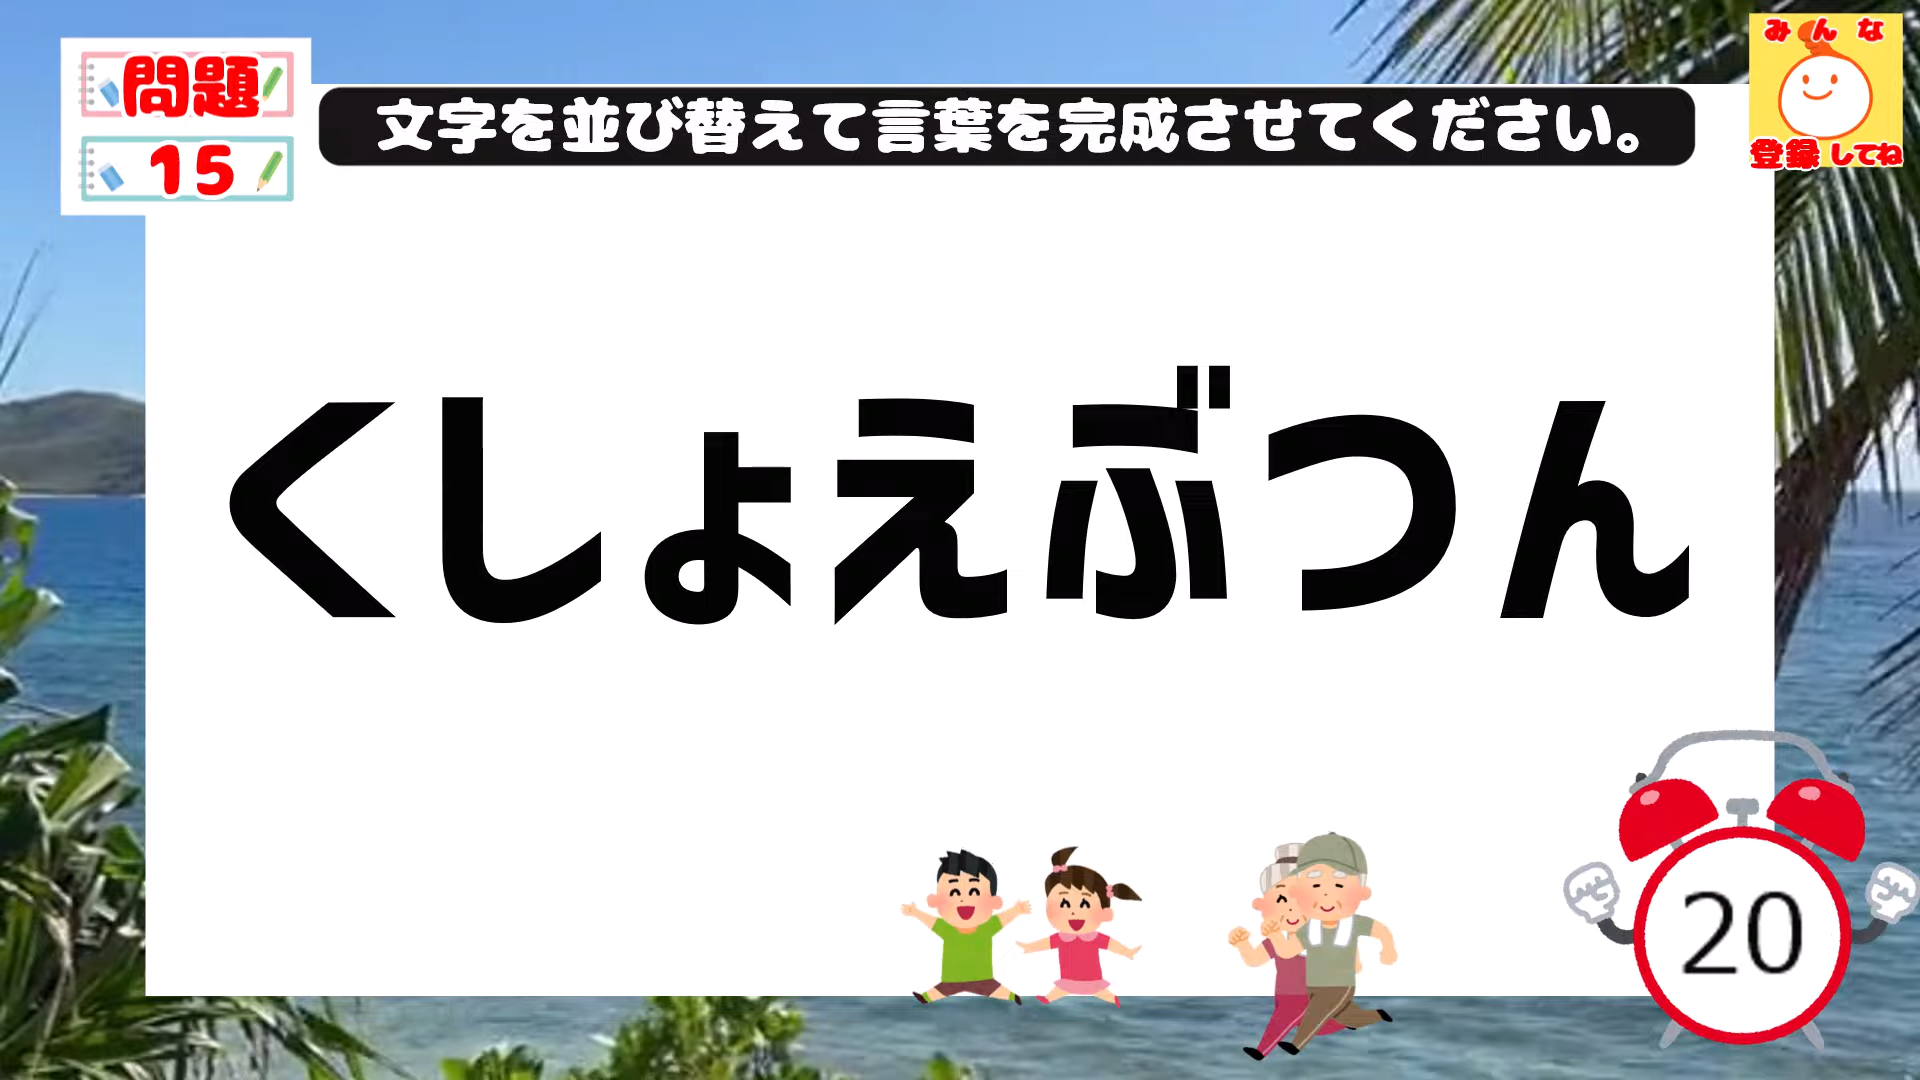 問題
15
文字を並び替えて言葉を完成させてください。
みんな
登録してね
くしょえぶつん
20